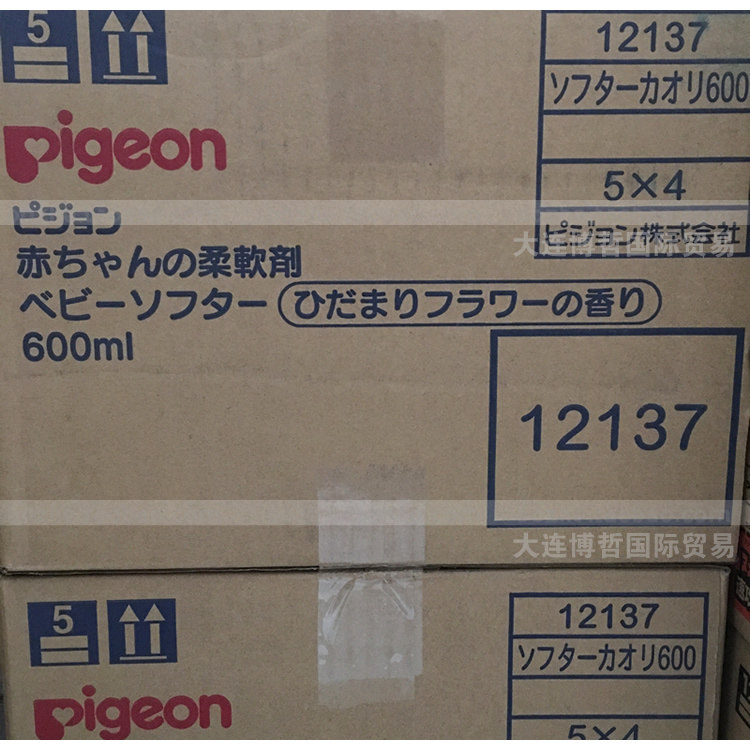 5
12137
ソフターカオリ600
5×4
ピジョン株式会社
大连博哲国际贸易
pigeon
ピジョン
赤ちゃんの柔軟剤
ベビーソフター ひだまりフラワーの香り
600ml
12137
大连博哲国际贸易
5
12137
ソフターカオリ600
5×4
pigeon